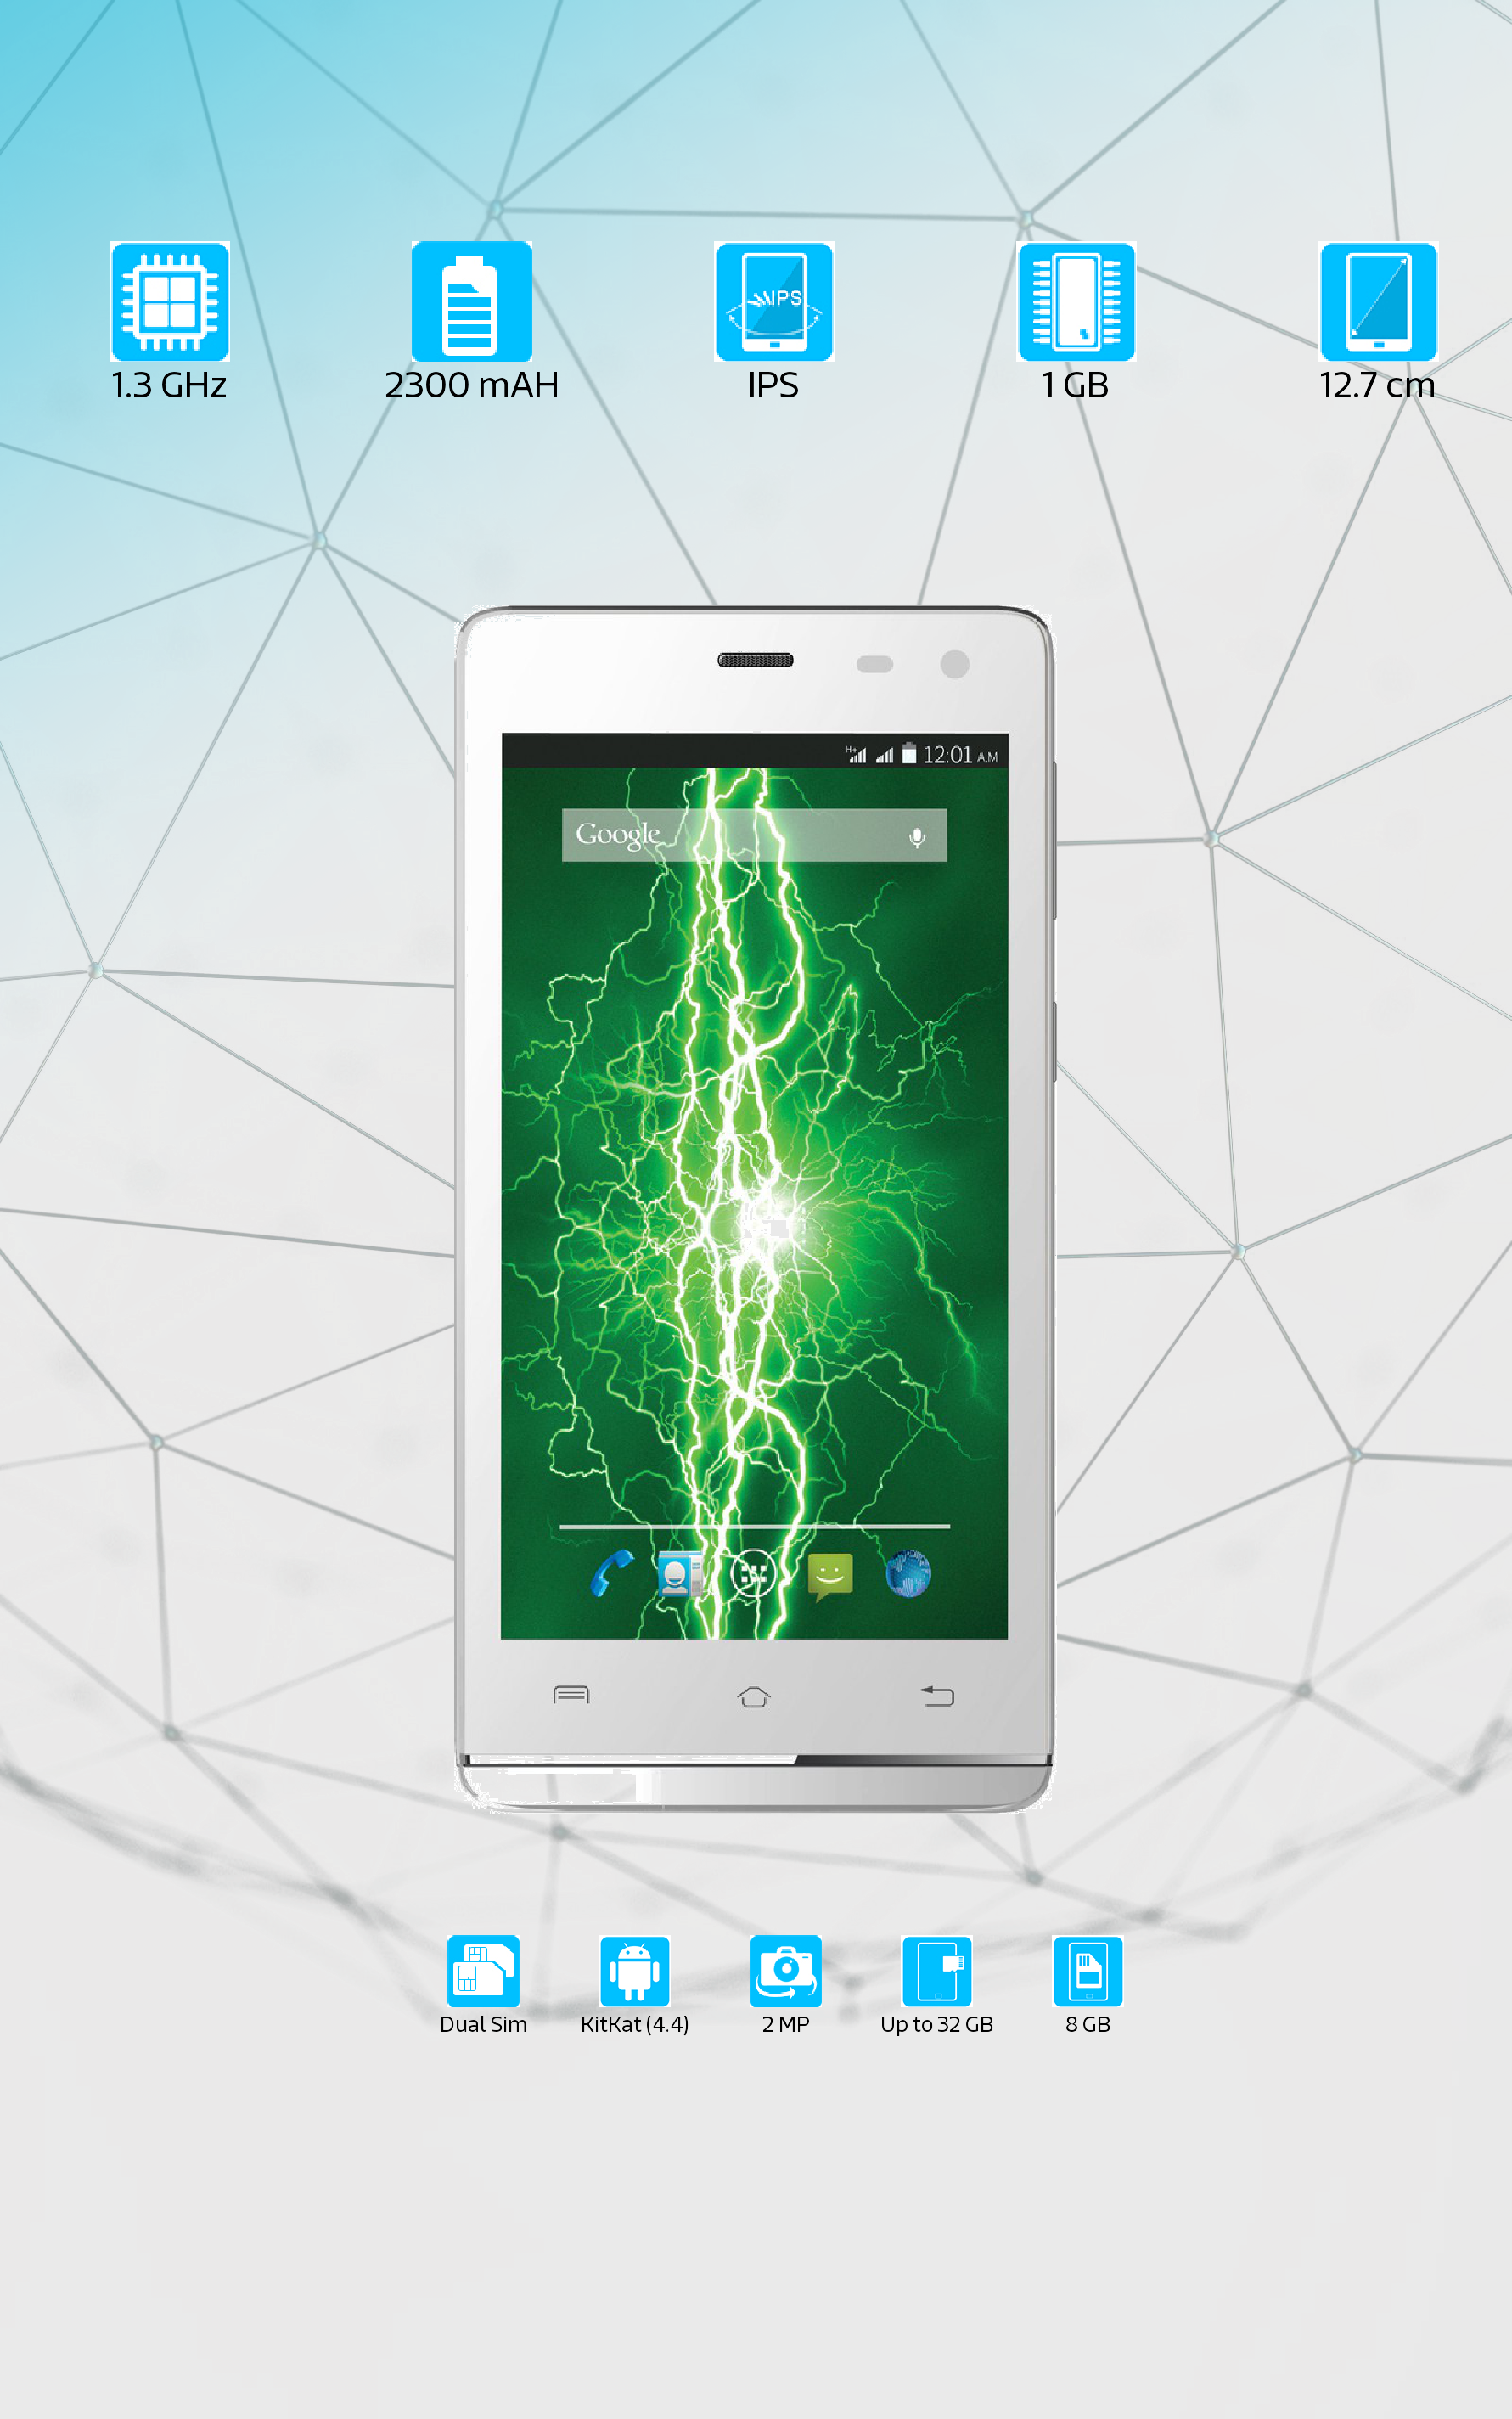 1.3 GHz
2300 mAH
IPS
IPS
1 GB
12.7 cm
H+
12:01 A.M
Google
Dual Sim
KitKat (4.4)
2 MP
Up to 32 GB
8 GB